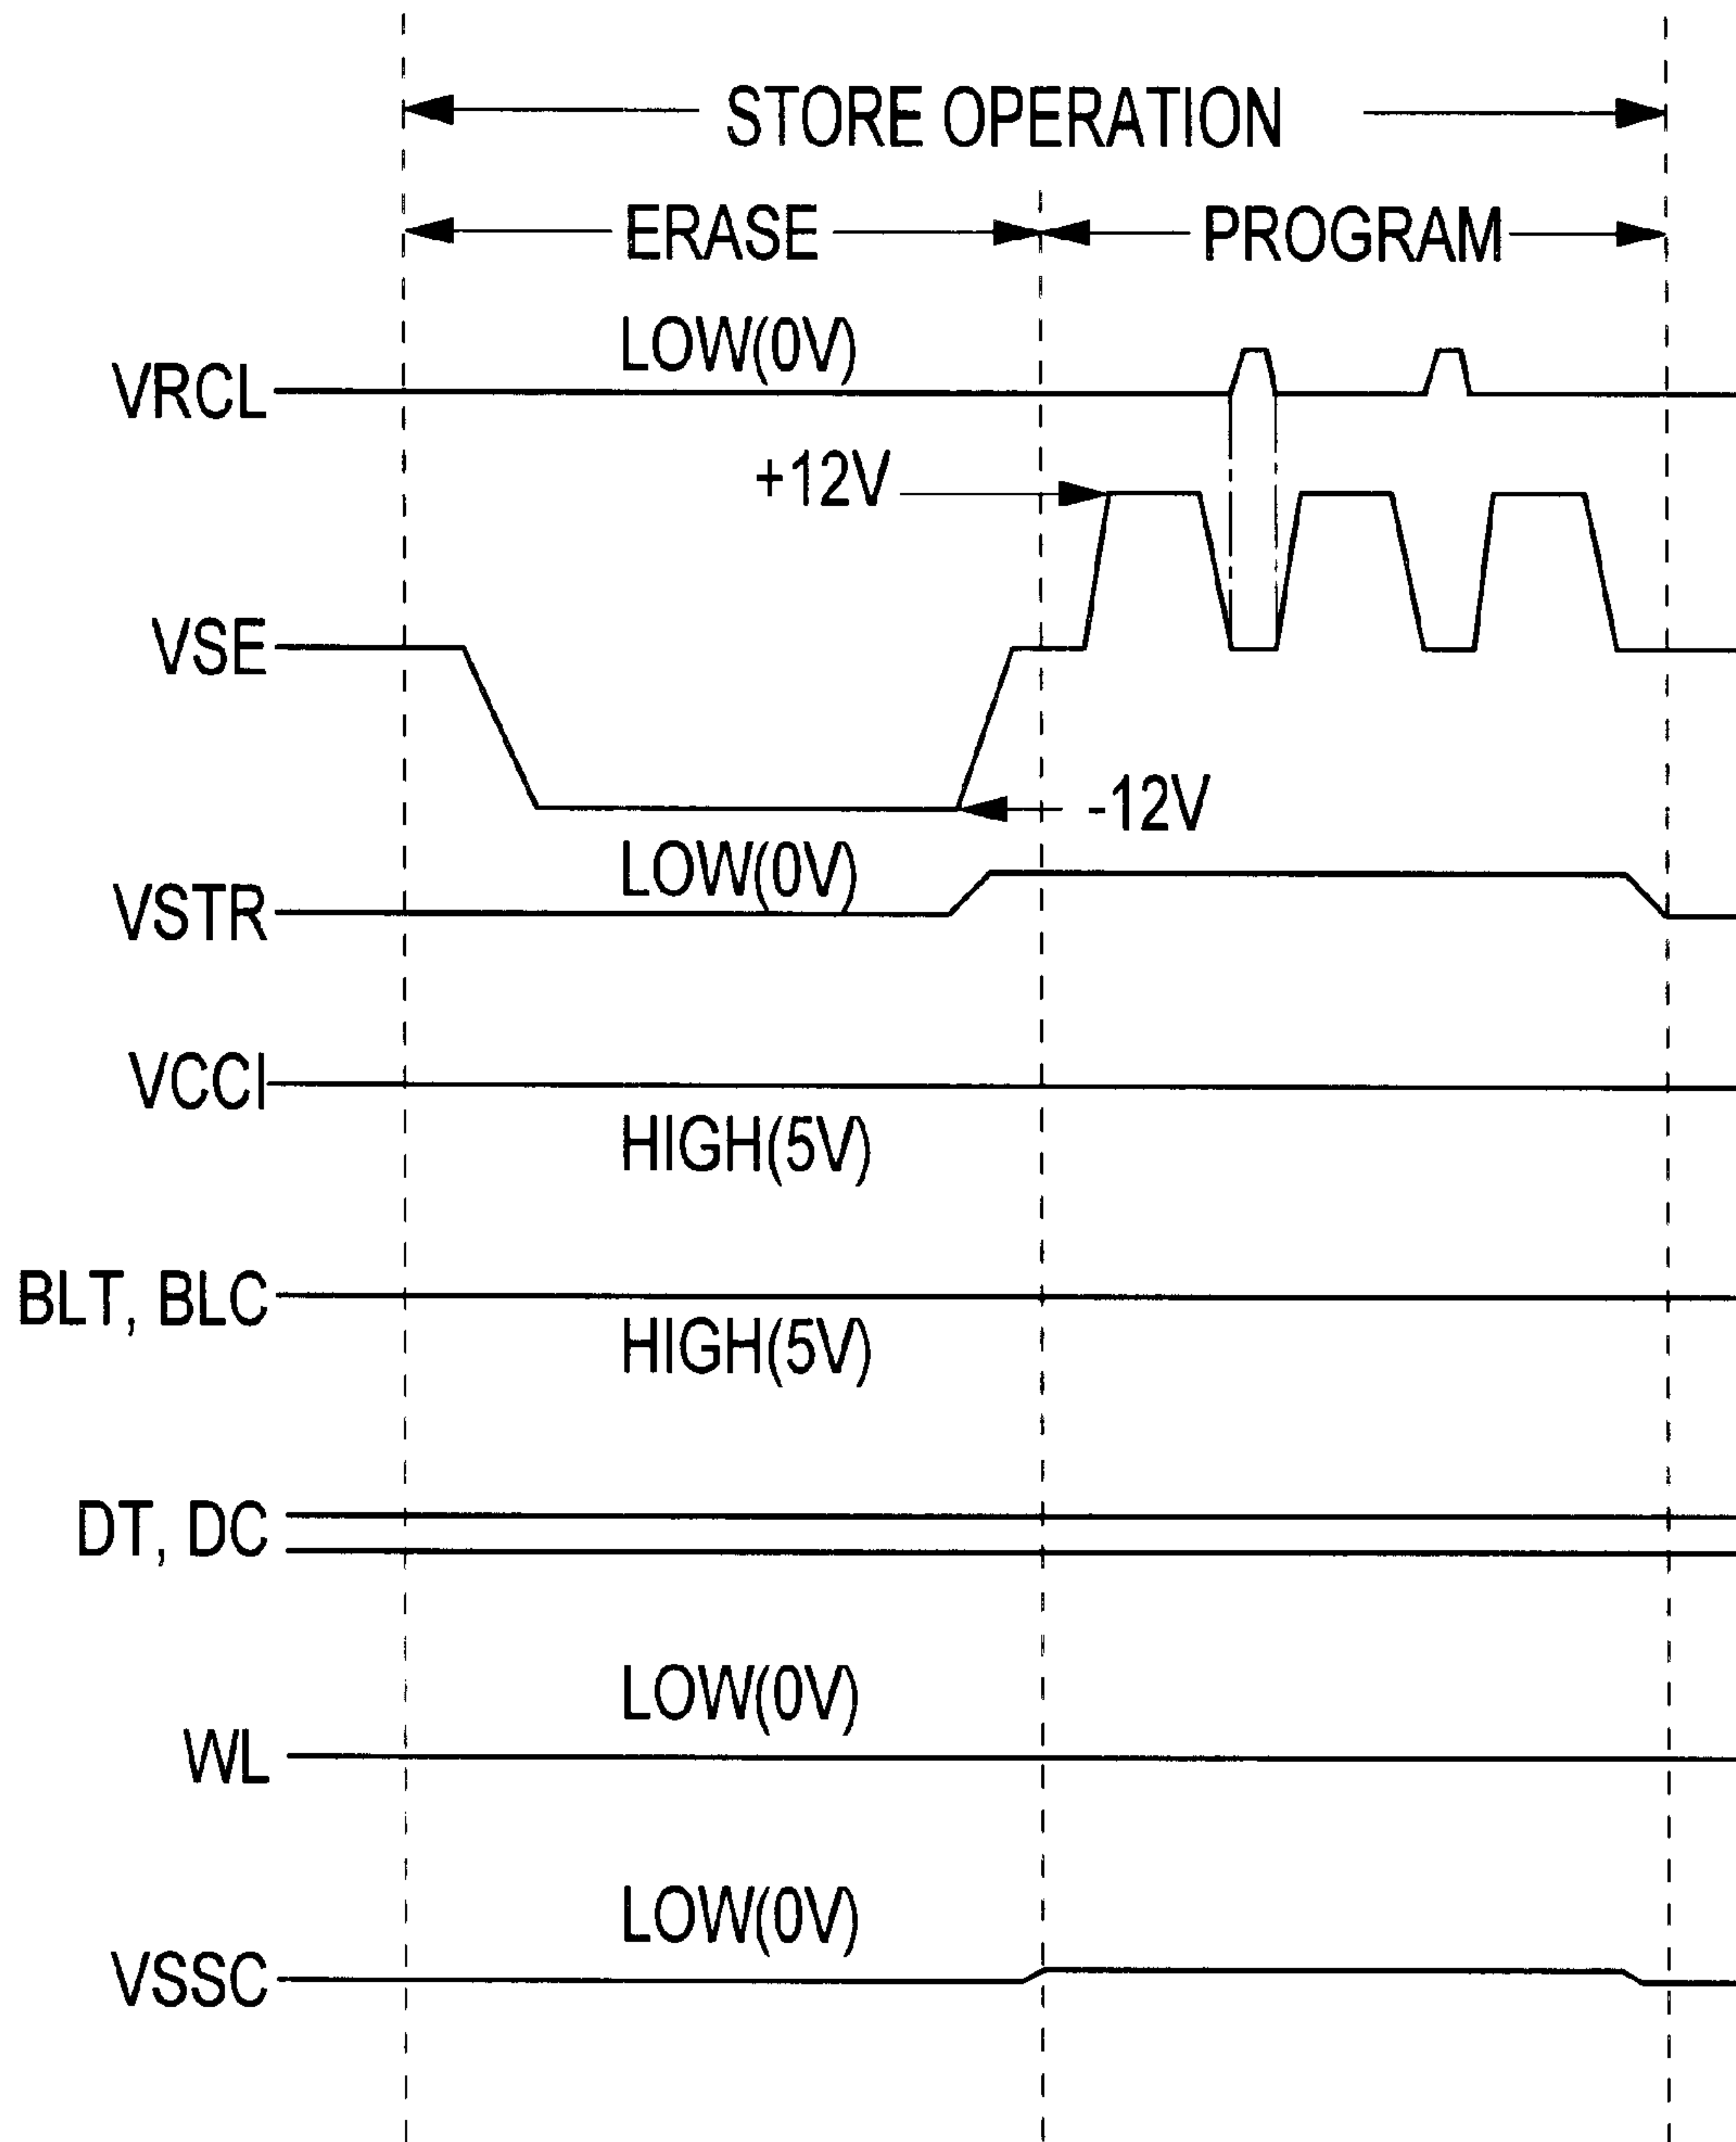 STORE OPERATION
ERASE
PROGRAM
LOW(0V)
VRCL
+12V
VSE
-12V
LOW(0V)
VSTR
VCCI
HIGH(5V)
BLT, BLC
HIGH(5V)
DT, DC
LOW(0V)
WL
LOW(0V)
VSSC